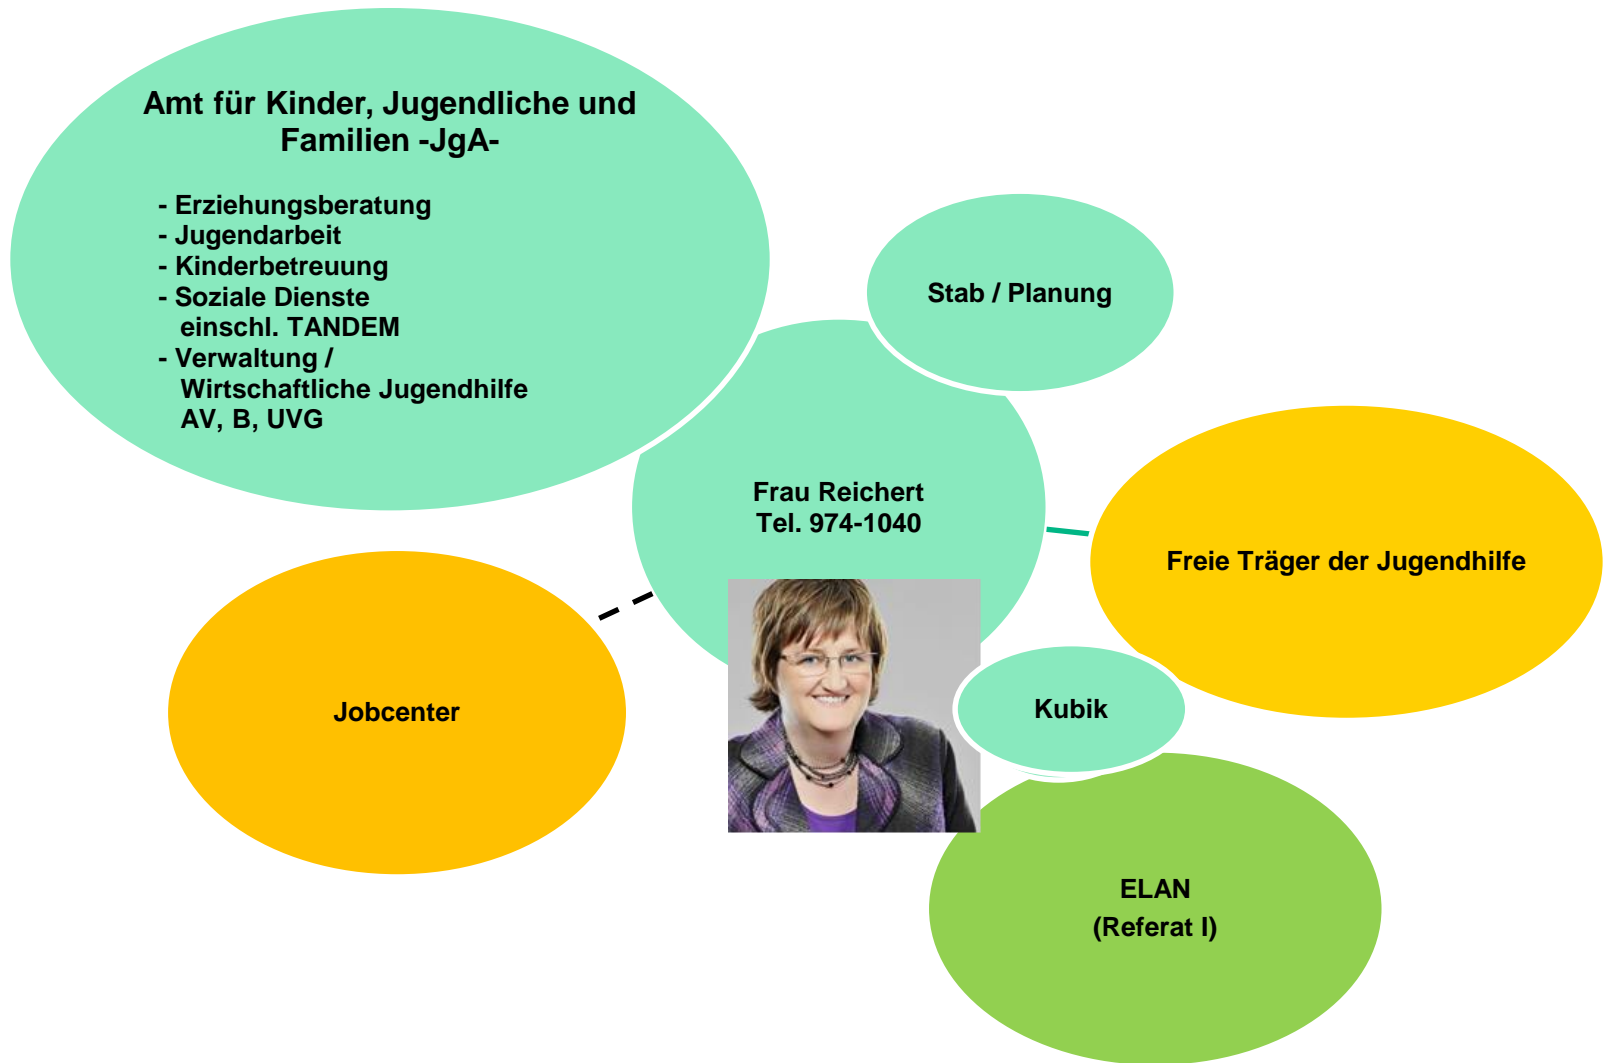 Amt für Kinder, Jugendliche und
Familien -JgA-
- Erziehungsberatung
- Jugendarbeit
- Kinderbetreuung
- Soziale Dienste
einschl. TANDEM
- Verwaltung /
Wirtschaftliche Jugendhilfe
AV, B, UVG
Stab / Planung
Frau Reichert
Tel. 974-1040
Freie Träger der Jugendhilfe
Jobcenter
Kubik
ELAN
(Referat I)